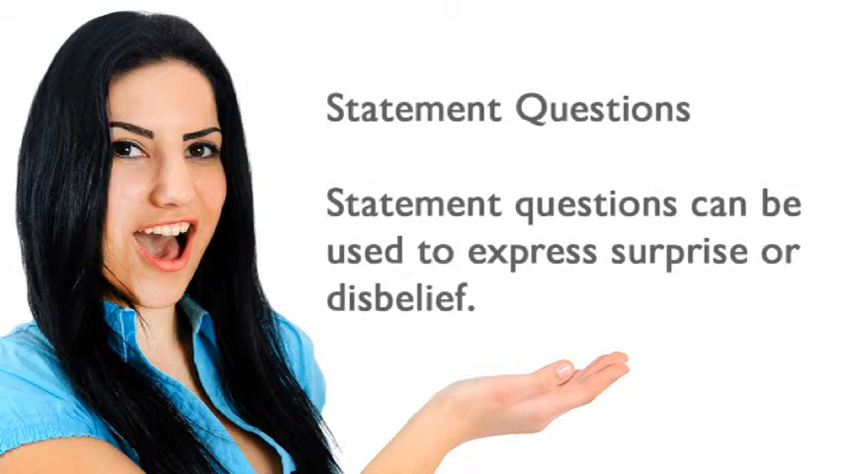 Statement Questions
Statement questions can be
used to express surprise or
disbelief.